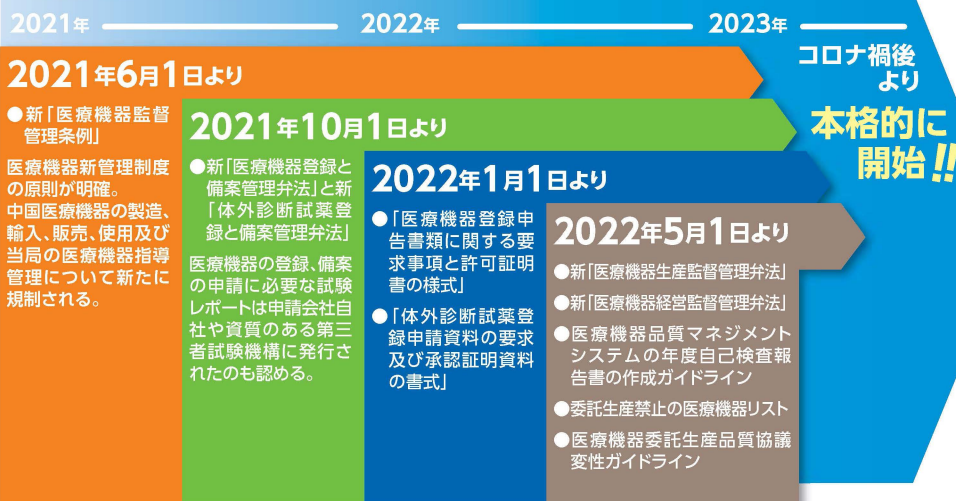 2021年
2022年
2023年
コロナ禍後
より
本格的に
開始!!
2021年6月1日より
●新「医療機器監督
管理条例」
医療機器新管理制度
の原則が明確。
中国医療機器の製造、
輸入、販売、使用及び
当局の医療機器指導
管理について新たに
規制される。
2021年10月1日より
●新「医療機器登録と
備案管理弁法」と新
「体外診断試薬登
録と備案管理弁法」
医療機器の登録、備案
の申請に必要な試験
レポートは申請会社自
社や資質のある第三
者試験機構に発行さ
れたのも認める。
2022年1月1日より
●「医療機器登録申
告書類に関する要
求事項と許可証明
書の様式」
●「体外診断試薬登
録申請資料の要求
及び承認証明資料
の書式」
2022年5月1日より
●新「医療機器生産監督管理弁法」
●新「医療機器経営監督管理弁法」
●医療機器品質マネジメント
システムの年度自己検査報
告書の作成ガイドライン
●委託生産禁止の医療機器リスト
●医療機器委託生産品質協議
変性ガイドライン